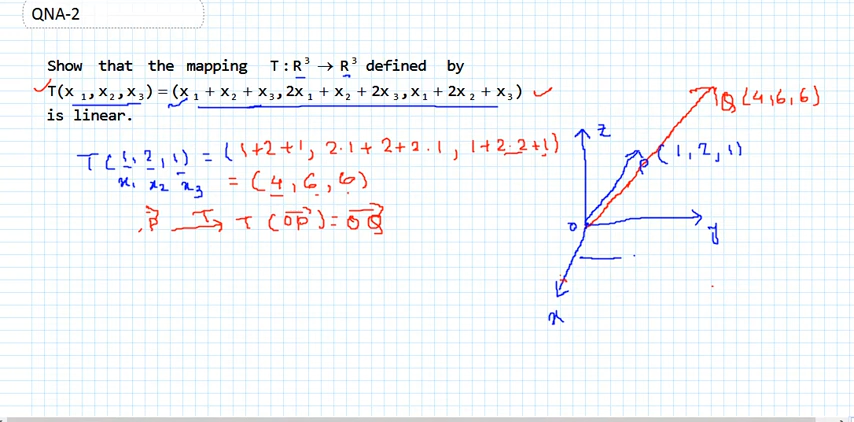 QNA-2
Show that the mapping T : R³ → R³ defined by
T(x₁, x₂, x₃) = (x₁ + x₂ + x₃, 2x₁ + x₂ + 2x₃, x₁ + 2x₂ + x₃)
is linear.
T(1, 2, 1) = (1+2+1, 2·1+2+2·1, 1+2·2+1)
x₁ x₂ x₃
= (4, 6, 6)
P⃗ T→ T(OP⃗) = OQ⃗
Q(4,6,6)
z
P (1, 2, 1)
O
y
x